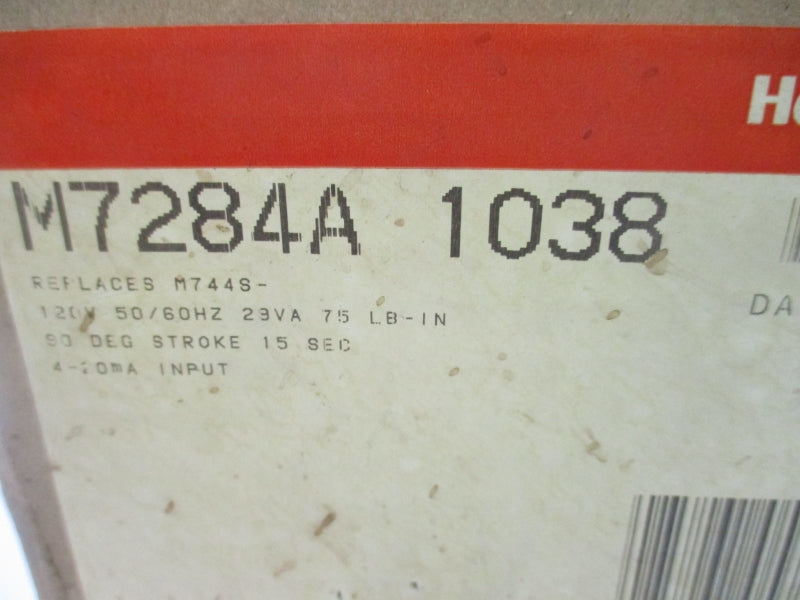 He
M7284A 1038
REPLACES M744S-
120V 50/60HZ 29VA 75 LB-IN
DA
90 DEG STROKE 15 SEC
4-20mA INPUT